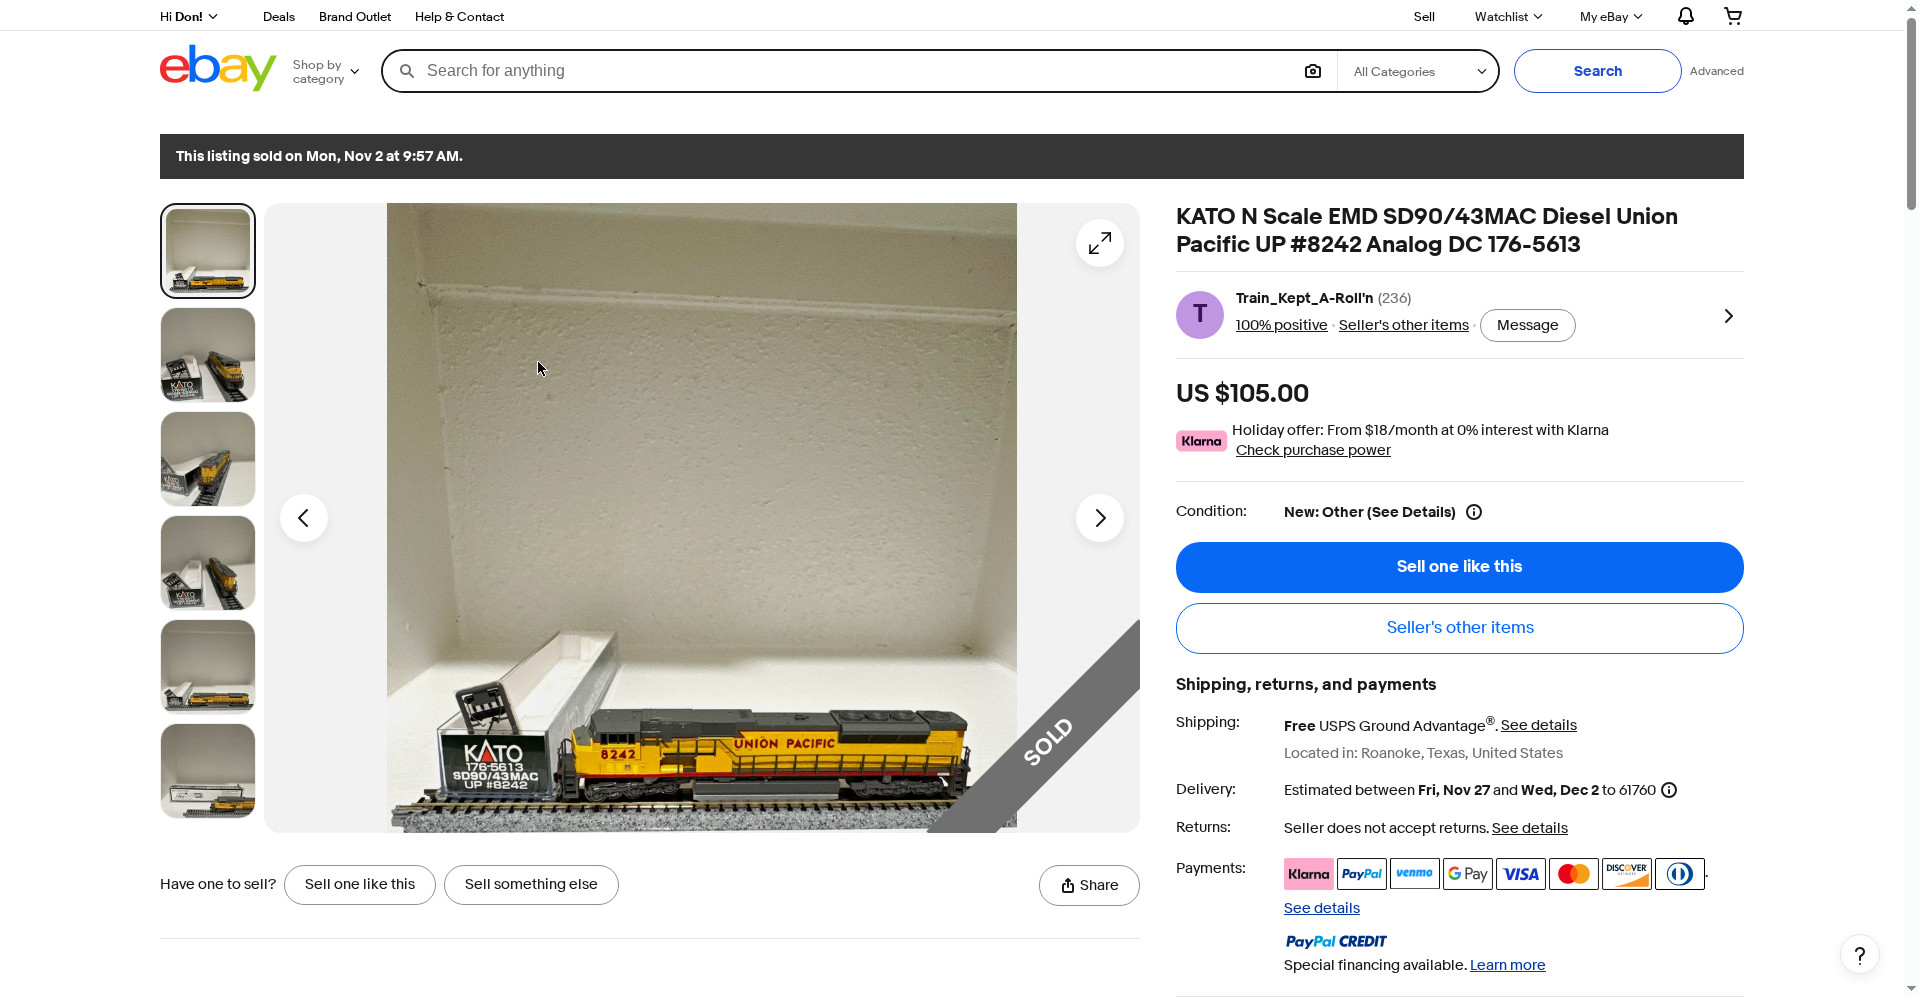 Hi Don!
Deals
Brand Outlet
Help & Contact
Sell
Watchlist
My eBay
ebay
Shop by category
Search for anything
All Categories
Search
Advanced
This listing sold on Mon, Nov 2 at 9:57 AM.
KATO
176-5613
SD90/43MAC
UP #8242
8242
UNION PACIFIC
SOLD
Have one to sell?
Sell one like this
Sell something else
Share
KATO N Scale EMD SD90/43MAC Diesel Union
Pacific UP #8242 Analog DC 176-5613
T
Train_Kept_A-Roll'n (236)
100% positive · Seller's other items · Message
US $105.00
Klarna
Holiday offer: From $18/month at 0% interest with Klarna
Check purchase power
Condition:
New: Other (See Details)
Sell one like this
Seller's other items
Shipping, returns, and payments
Shipping:
Free USPS Ground Advantage®. See details
Located in: Roanoke, Texas, United States
Delivery:
Estimated between Fri, Nov 27 and Wed, Dec 2 to 61760
Returns:
Seller does not accept returns. See details
Payments:
Klarna
PayPal
venmo
G Pay
VISA
DISCOVER
See details
PayPal CREDIT
Special financing available. Learn more
?